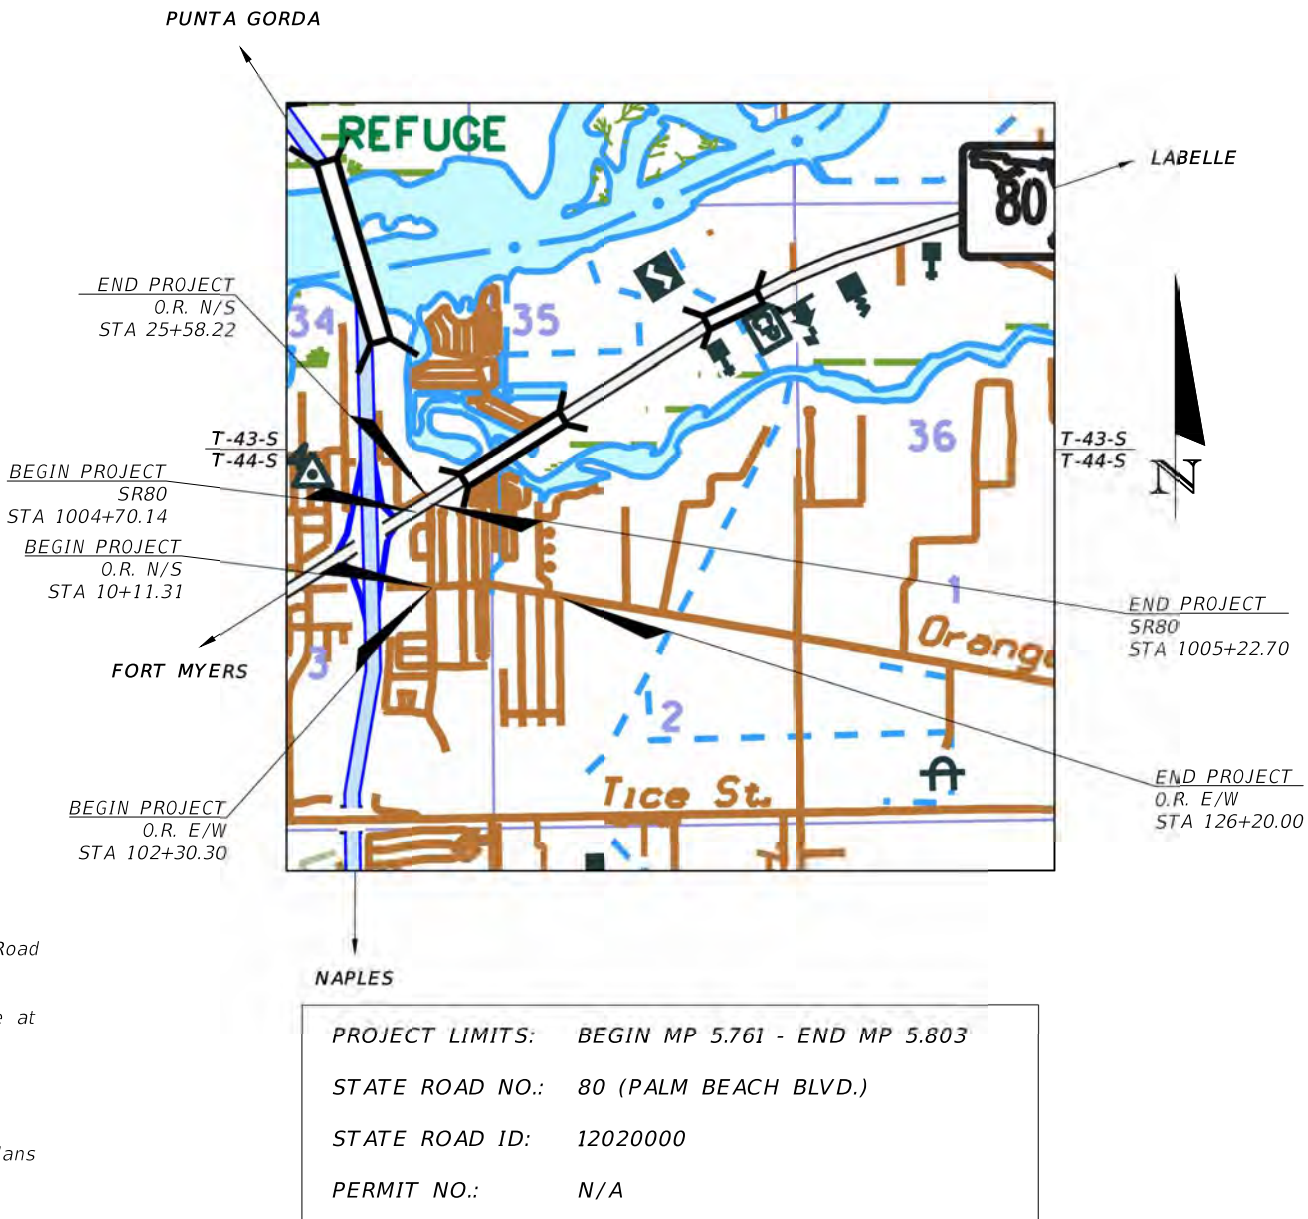 PUNTA GORDA
REFUGE
LABELLE
80
END PROJECT
O.R. N/S
STA 25+58.22
34
35
36
T-43-S
T-44-S
T-43-S
T-44-S
N
BEGIN PROJECT
SR80
STA 1004+70.14
BEGIN PROJECT
O.R. N/S
STA 10+11.31
1
END PROJECT
SR80
STA 1005+22.70
Orange
FORT MYERS
3
2
Tice St.
END PROJECT
O.R. E/W
STA 126+20.00
BEGIN PROJECT
O.R. E/W
STA 102+30.30
Road
NAPLES
e at
PROJECT LIMITS: BEGIN MP 5.761 - END MP 5.803
STATE ROAD NO.: 80 (PALM BEACH BLVD.)
STATE ROAD ID: 12020000
lans
PERMIT NO.: N/A